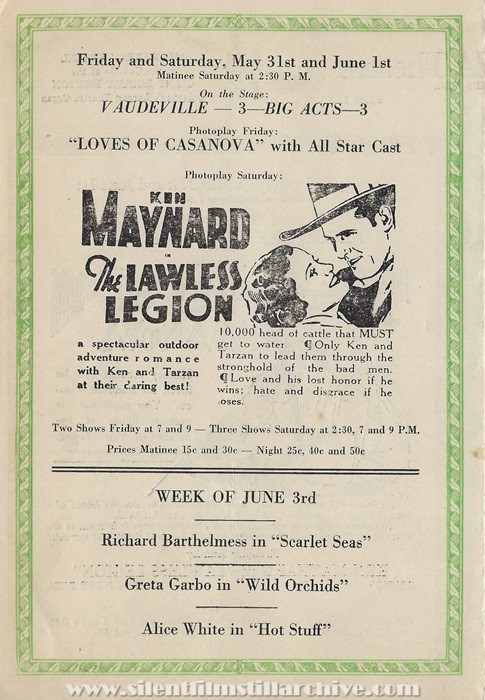 Friday and Saturday, May 31st and June 1st
Matinee Saturday at 2:30 P. M.
On the Stage:
VAUDEVILLE — 3—BIG ACTS—3
Photoplay Friday:
“LOVES OF CASANOVA” with All Star Cast
Photoplay Saturday:
KEN
MAYNARD
IN
The LAWLESS
LEGION
a spectacular outdoor
adventure romance
with Ken and Tarzan
at their daring best!
10,000 head of cattle that MUST
get to water ¶ Only Ken and
Tarzan to lead them through the
stronghold of the bad men.
¶ Love and his lost honor if he
wins; hate and disgrace if he
loses.
Two Shows Friday at 7 and 9 — Three Shows Saturday at 2:30, 7 and 9 P.M.
Prices Matinee 15c and 30c — Night 25c, 40c and 50c
WEEK OF JUNE 3rd
Richard Barthelmess in “Scarlet Seas”
Greta Garbo in “Wild Orchids”
Alice White in “Hot Stuff”
www.silentfilmstillarchive.com